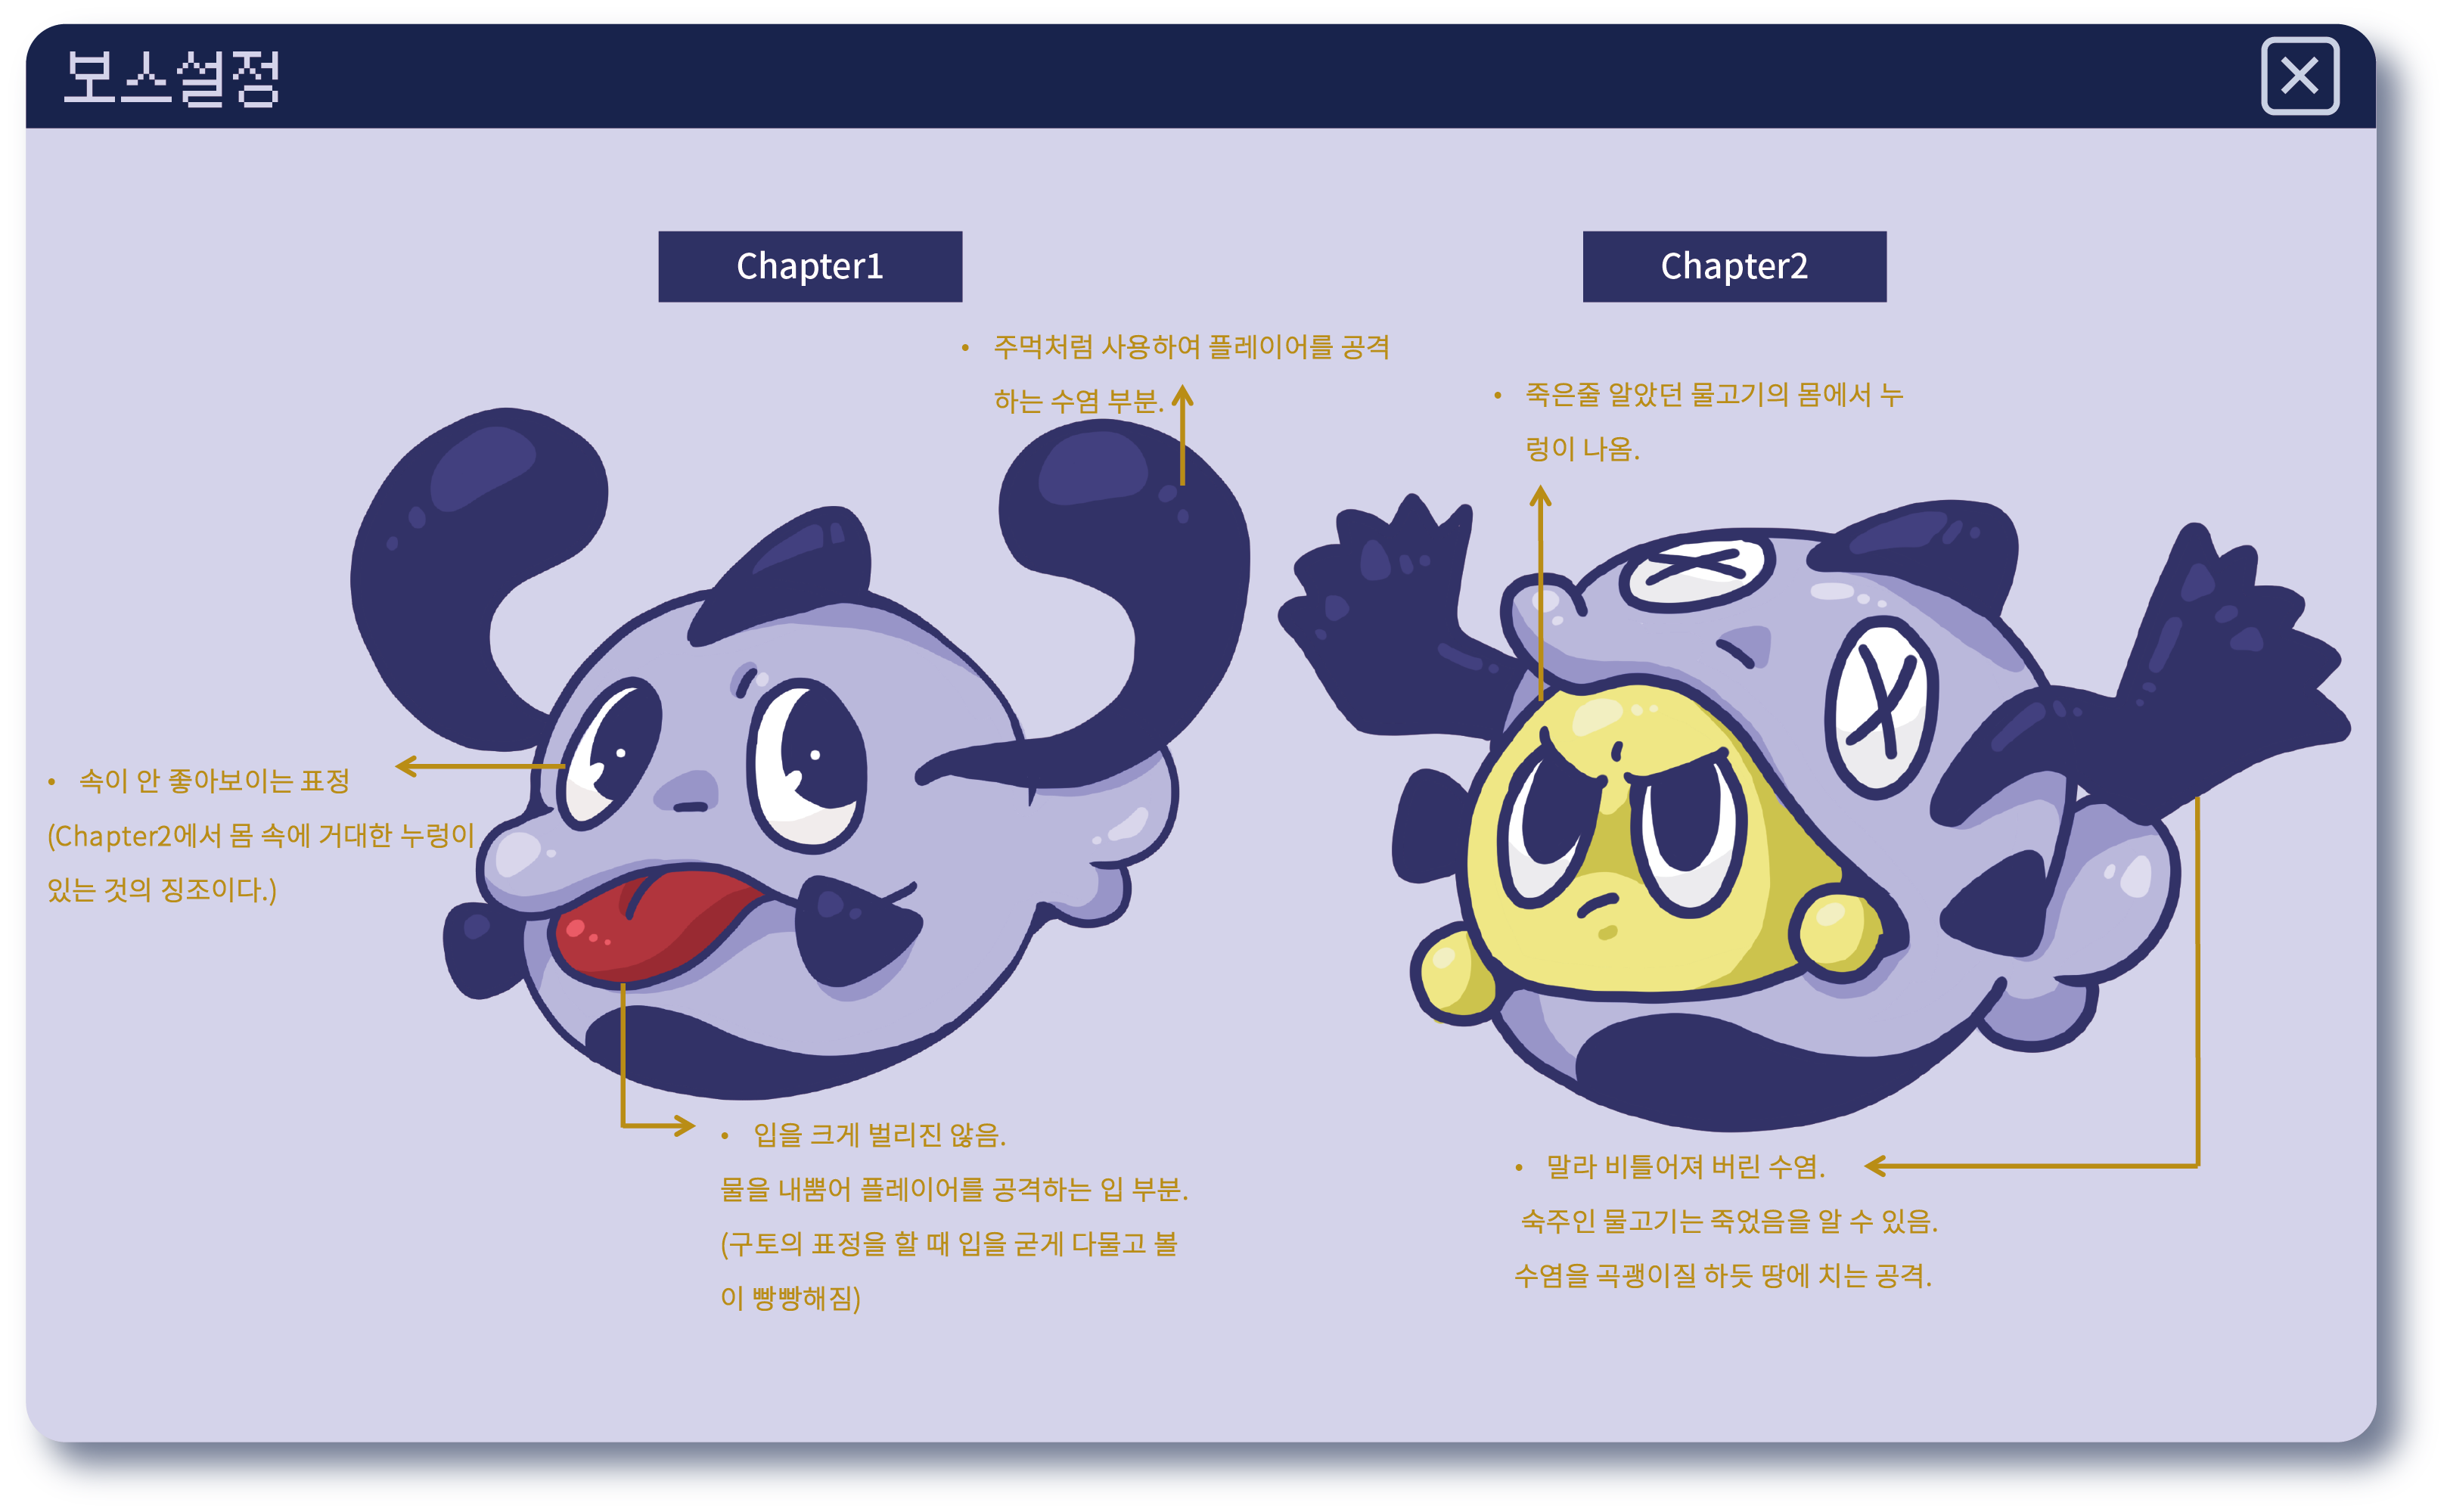 보스설정
Chapter1
• 주먹처럼 사용하여 플레이어를 공격
하는 수염 부분.
• 속이 안 좋아보이는 표정
(Chapter2에서 몸 속에 거대한 누렁이
있는 것의 징조이다.)
• 입을 크게 벌리진 않음.
물을 내뿜어 플레이어를 공격하는 입 부분.
(구토의 표정을 할 때 입을 굳게 다물고 볼
이 빵빵해짐)
Chapter2
• 죽은줄 알았던 물고기의 몸에서 누
렁이 나옴.
• 말라 비틀어져 버린 수염.
숙주인 물고기는 죽었음을 알 수 있음.
수염을 곡괭이질 하듯 땅에 치는 공격.